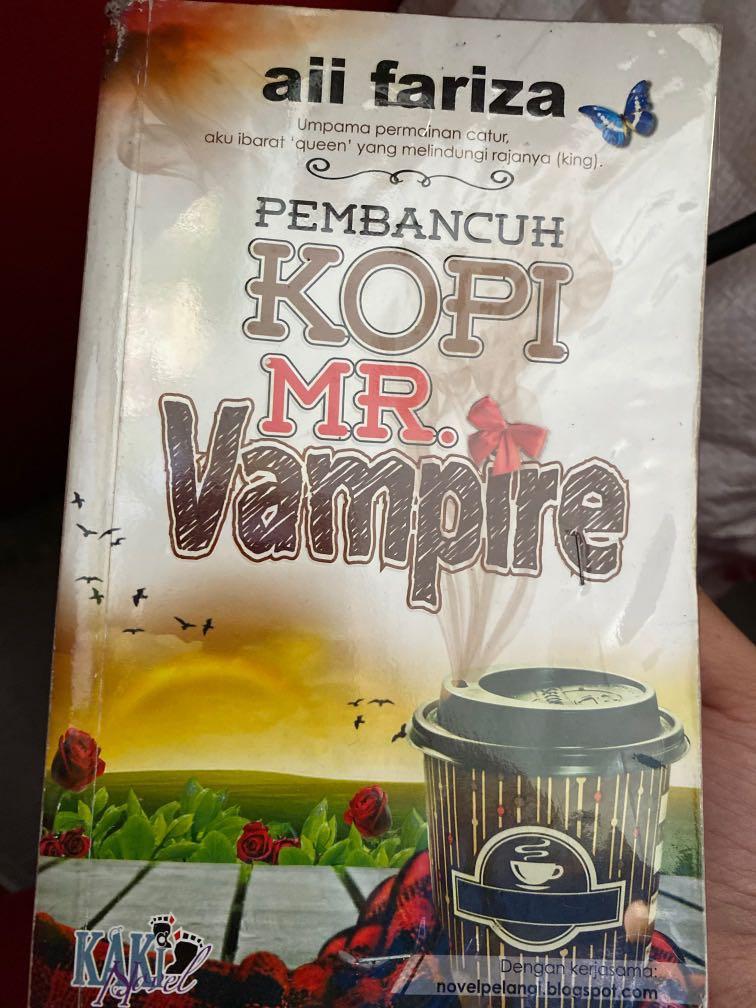 aii fariza
Umpama permainan catur,
aku ibarat 'queen' yang melindungi rajanya (king).
PEMBANCUH
KOPI
MR.
Vampire
KAKi
Novel
Dengan kerjasama:
novelpelangi.blogspot.com